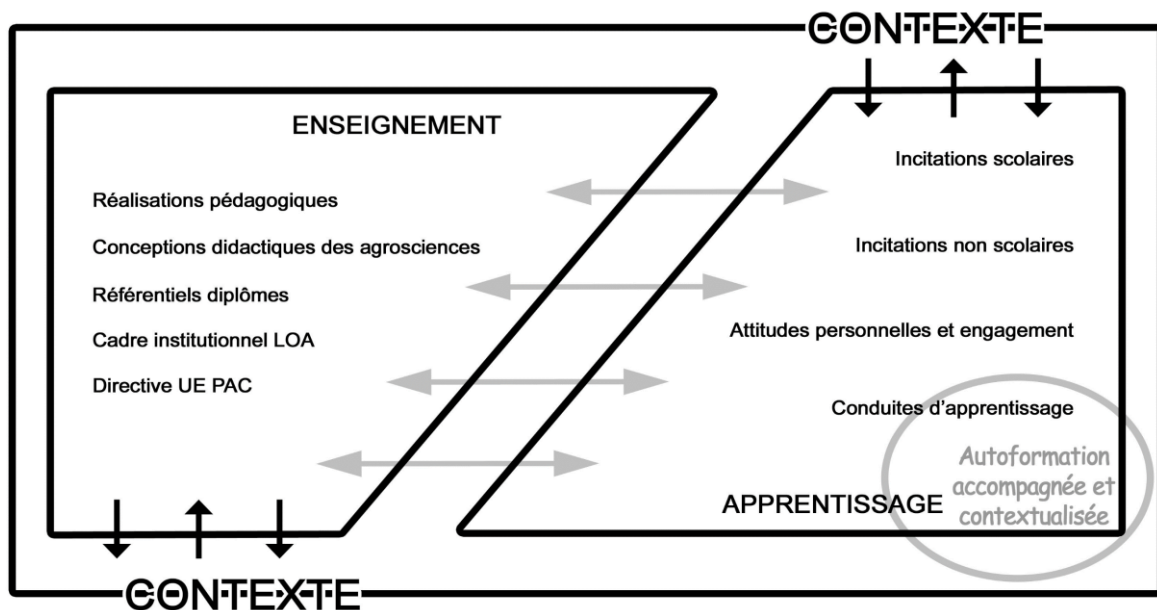 CONTEXTE
ENSEIGNEMENT
Réalisations pédagogiques
Conceptions didactiques des agrosciences
Référentiels diplômes
Cadre institutionnel LOA
Directive UE PAC
Incitations scolaires
Incitations non scolaires
Attitudes personnelles et engagement
Conduites d'apprentissage
Autoformation
accompagnée et
contextualisée
APPRENTISSAGE
CONTEXTE